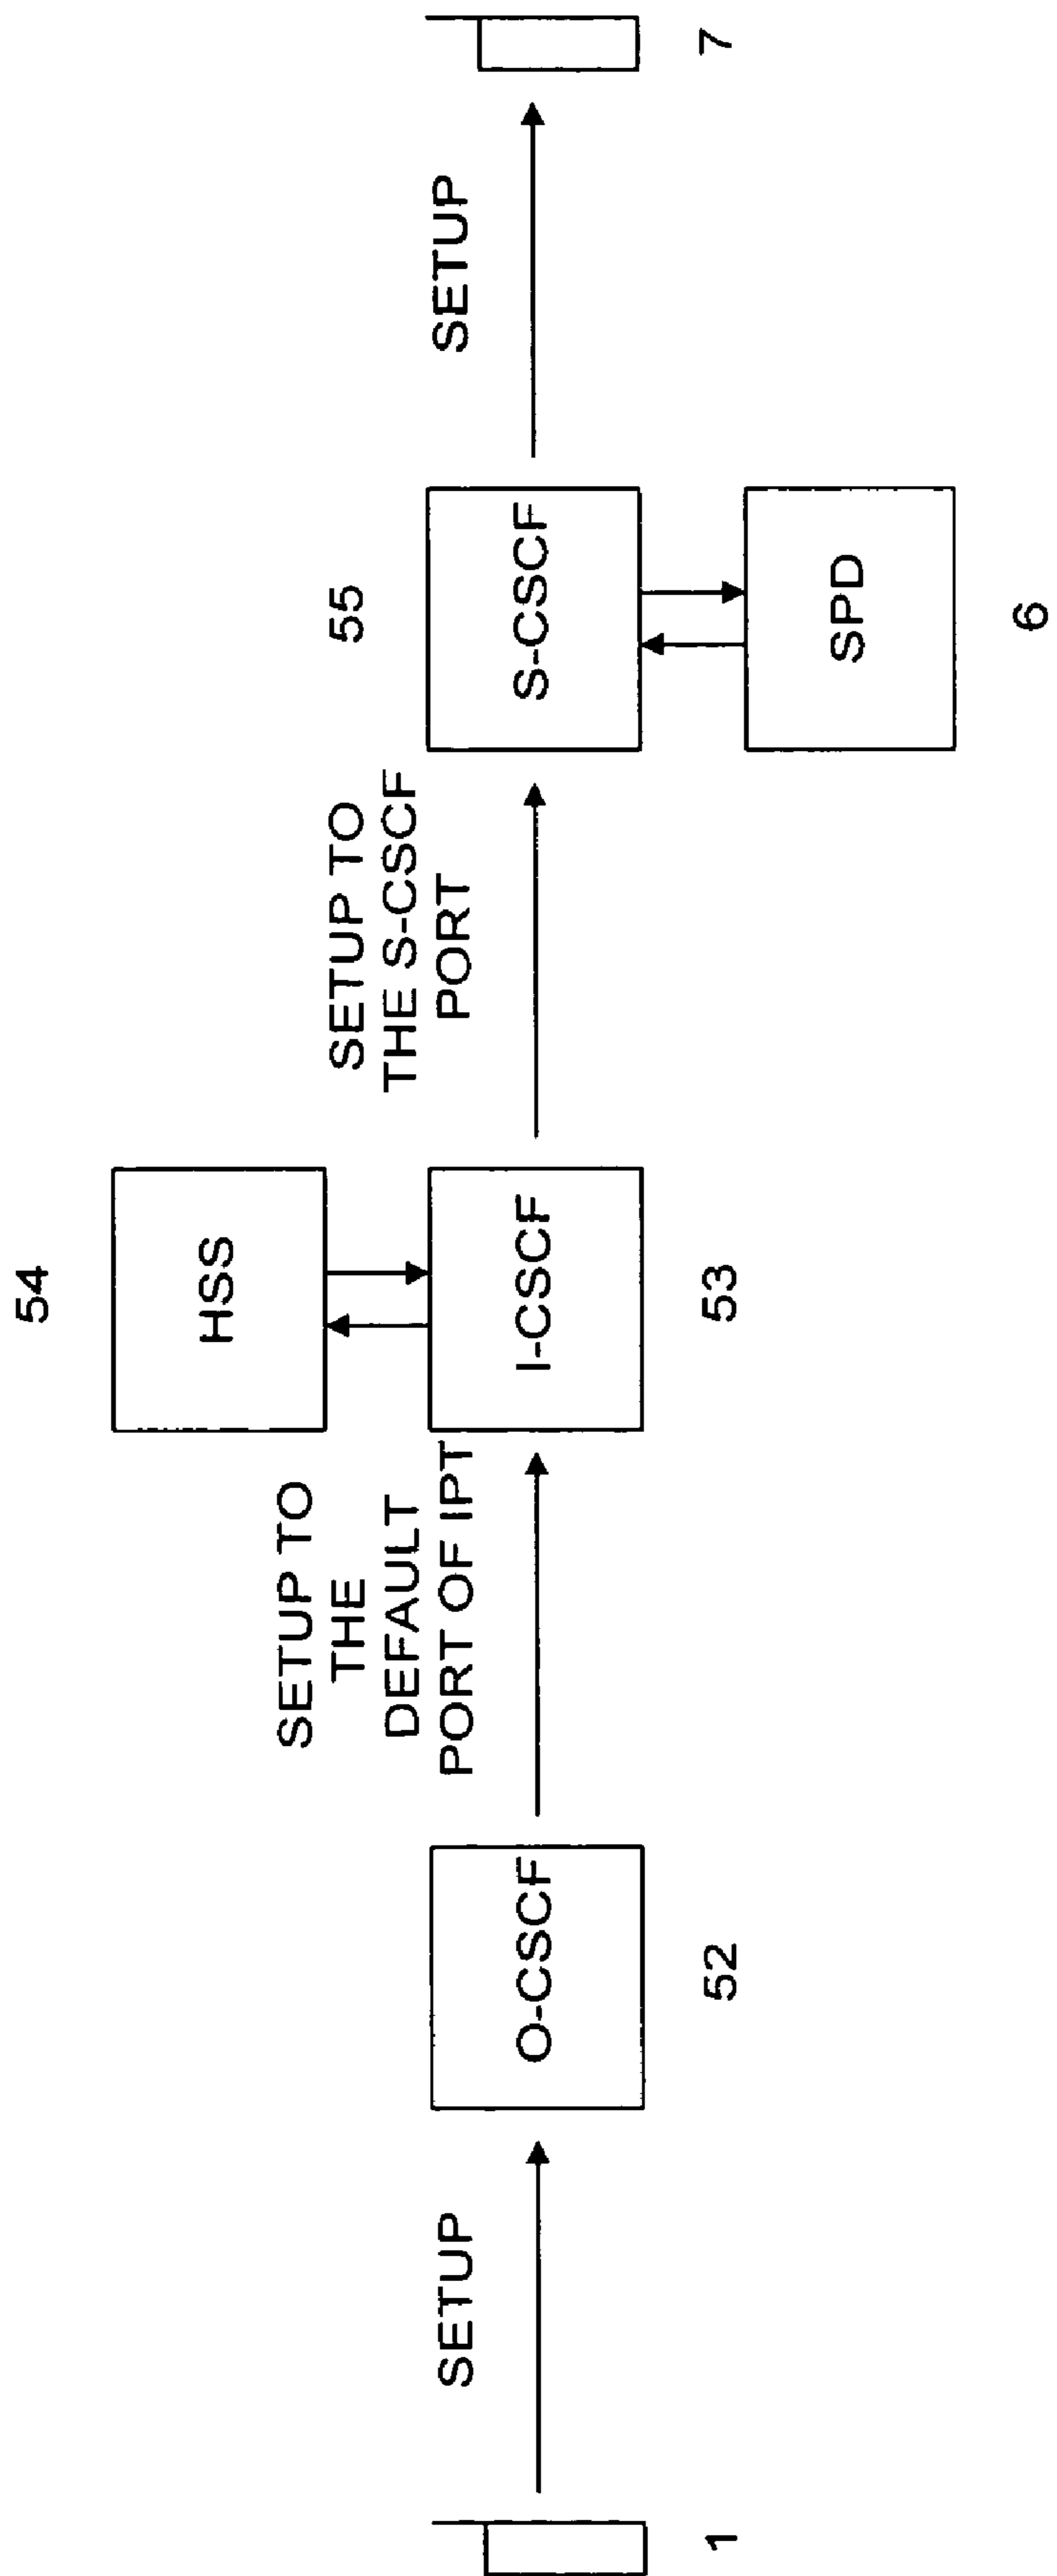 54
HSS
55
SETUP
SETUP TO
THE
DEFAULT
PORT OF IPT
SETUP TO
THE S-CSCF
PORT
SETUP
O-CSCF
I-CSCF
S-CSCF
1
52
53
SPD
7
6